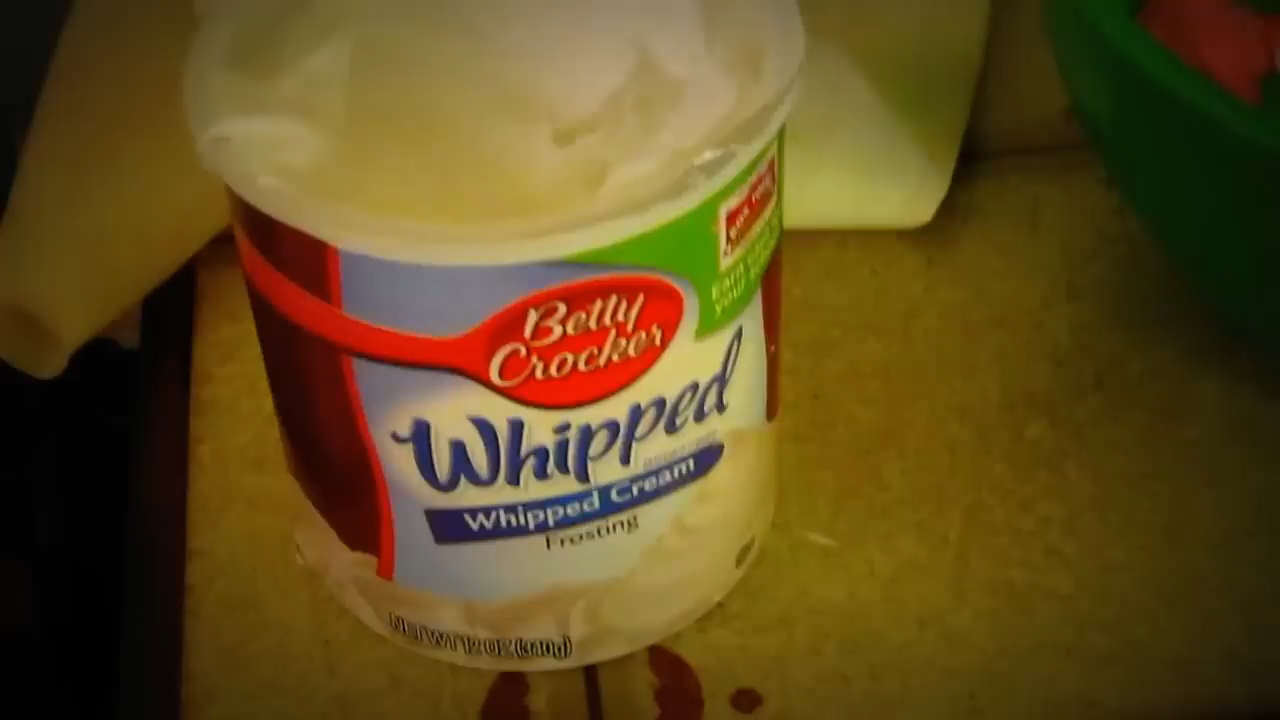 Betty
Crocker
Whipped
Whipped Cream
Frosting
NET WT 12 OZ (340g)